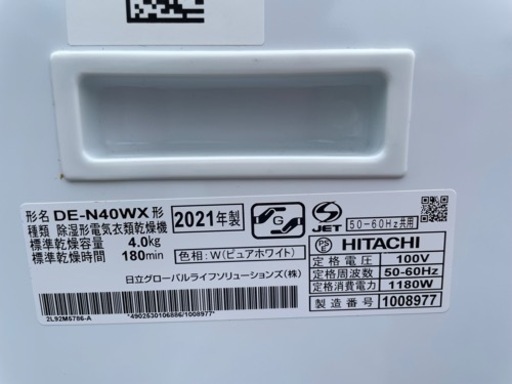 形名 DE-N40WX 形
種類 除湿形電気衣類乾燥機
標準乾燥容量 4.0kg
標準乾燥時間 180min
2021年製
色相:W(ピュアホワイト)
日立グローバルライフソリューションズ(株)
G
S JET
50-60Hz共用
PSE HITACHI
定格電圧 100V
定格周波数 50-60Hz
定格消費電力 1180W
製造番号 1008977
2L92M5786-A
*4902530106886/1008977*